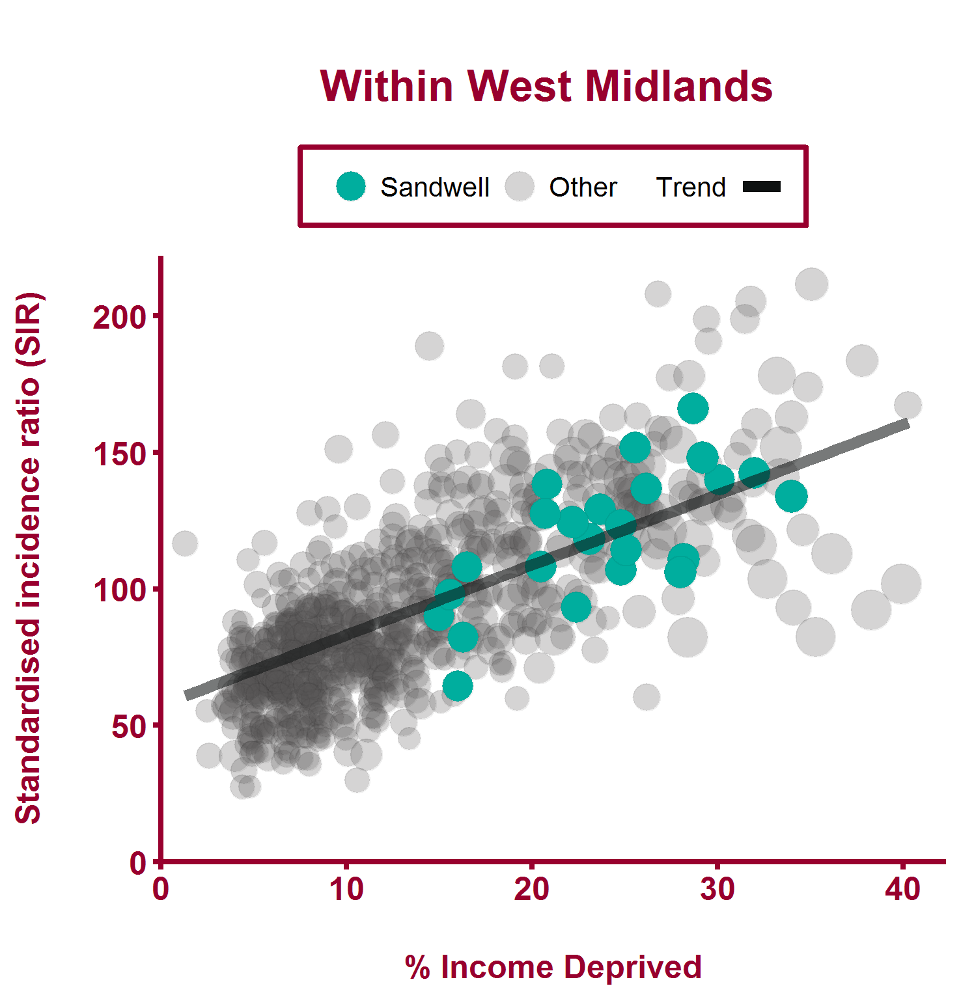 Within West Midlands
Sandwell Other Trend
Standardised incidence ratio (SIR)
200
150
100
50
0
0 10 20 30 40
% Income Deprived